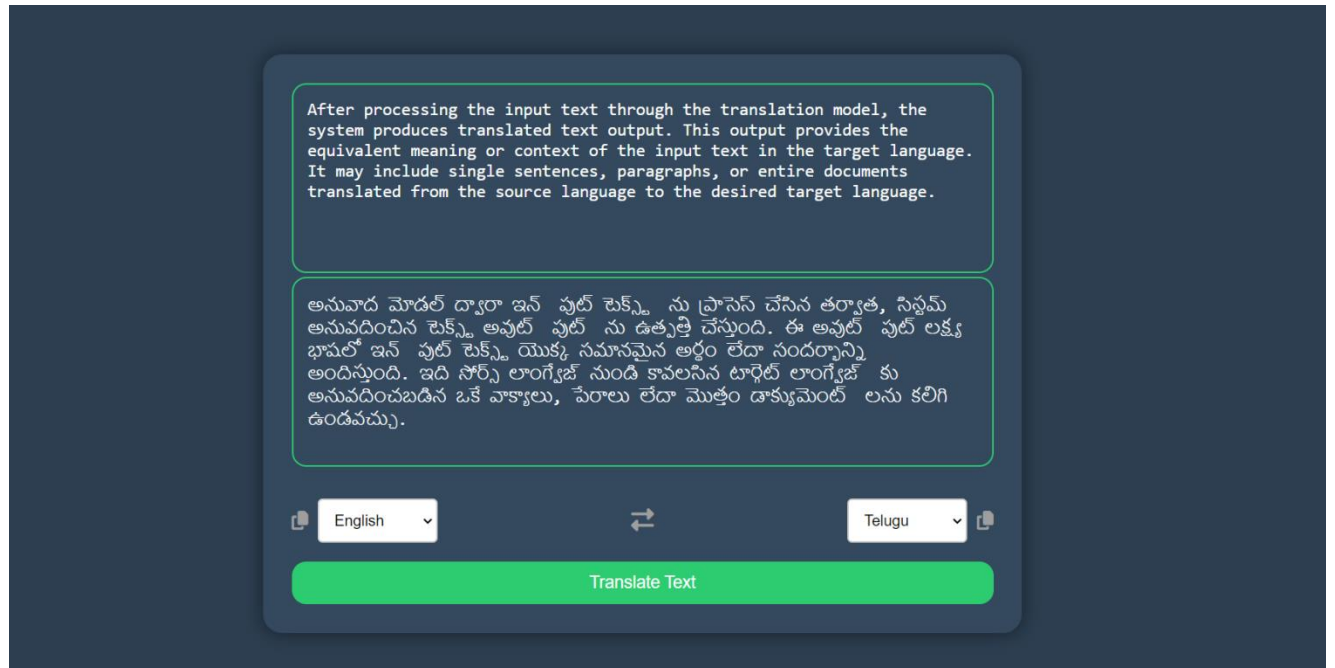 After processing the input text through the translation model, the
system produces translated text output. This output provides the
equivalent meaning or context of the input text in the target language.
It may include single sentences, paragraphs, or entire documents
translated from the source language to the desired target language.
అనువాద మోడల్ ద్వారా ఇన్ పుట్ టెక్స్ట్ ను ప్రాసెస్ చేసిన తర్వాత, సిస్టమ్
అనువదించిన టెక్స్ట్ అవుట్ పుట్ ను ఉత్పత్తి చేస్తుంది. ఈ అవుట్ పుట్ లక్ష్య
భాషలో ఇన్ పుట్ టెక్స్ట్ యొక్క సమానమైన అర్థం లేదా సందర్భాన్ని
అందిస్తుంది. ఇది సోర్స్ లాంగ్వేజ్ నుండి కావలసిన టార్గెట్ లాంగ్వేజ్ కు
అనువదించబడిన ఒకే వాక్యాలు, పేరాలు లేదా మొత్తం డాక్యుమెంట్ లను కలిగి
ఉండవచ్చు.
English
Telugu
Translate Text